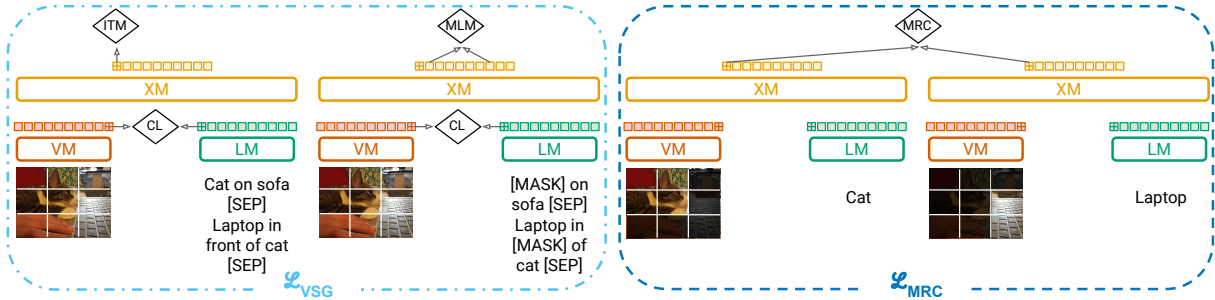 ITM
MLM
MRC
XM
XM
XM
XM
CL
CL
VM
LM
VM
LM
VM
LM
VM
LM
Cat on sofa
[SEP]
Laptop in
front of cat
[SEP]
[MASK] on
sofa [SEP]
Laptop in
[MASK] of
cat [SEP]
Cat
Laptop
ℒVSG
ℒMRC